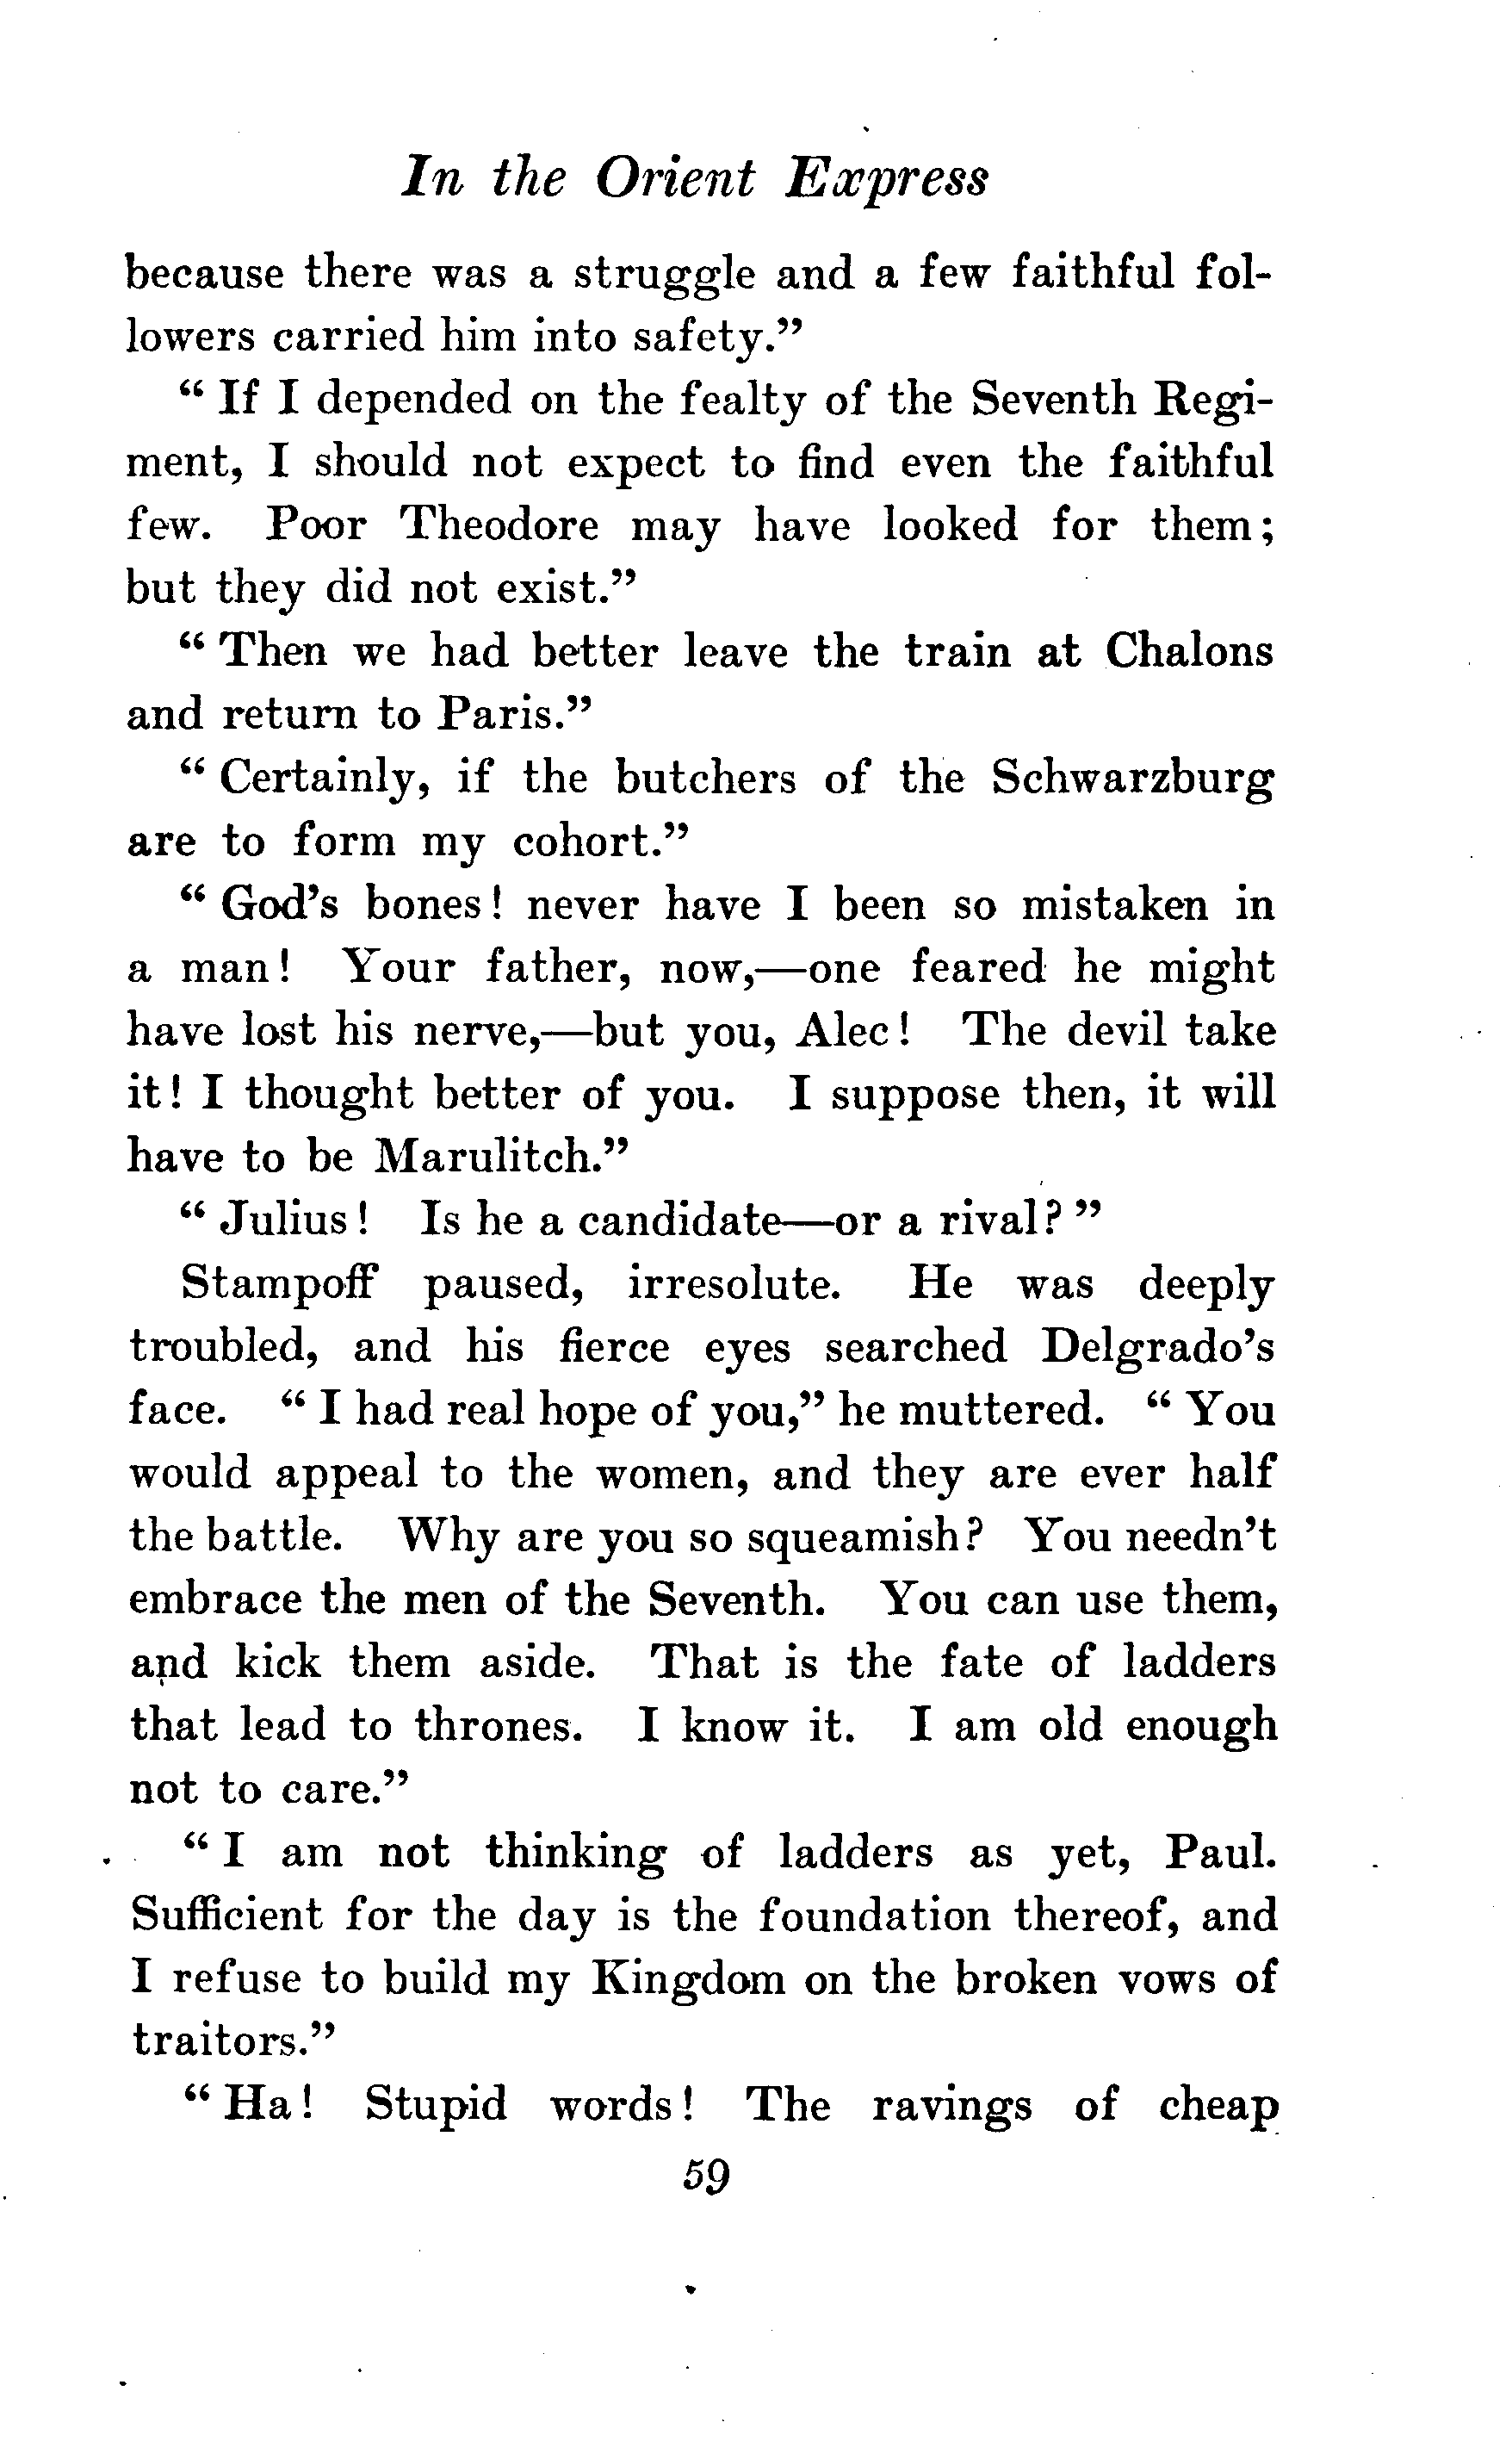 In the Orient Express
because there was a struggle and a few faithful fol-
lowers carried him into safety."
" If I depended on the fealty of the Seventh Regi-
ment, I should not expect to find even the faithful
few. Poor Theodore may have looked for them;
but they did not exist."
" Then we had better leave the train at Chalons
and return to Paris."
" Certainly, if the butchers of the Schwarzburg
are to form my cohort."
" God's bones! never have I been so mistaken in
a man! Your father, now,—one feared he might
have lost his nerve,—but you, Alec! The devil take
it! I thought better of you. I suppose then, it will
have to be Marulitch."
" Julius! Is he a candidate—or a rival? "
Stampoff paused, irresolute. He was deeply
troubled, and his fierce eyes searched Delgrado's
face. " I had real hope of you," he muttered. " You
would appeal to the women, and they are ever half
the battle. Why are you so squeamish? You needn't
embrace the men of the Seventh. You can use them,
and kick them aside. That is the fate of ladders
that lead to thrones. I know it. I am old enough
not to care."
" I am not thinking of ladders as yet, Paul.
Sufficient for the day is the foundation thereof, and
I refuse to build my Kingdom on the broken vows of
traitors."
" Ha! Stupid words! The ravings of cheap
59